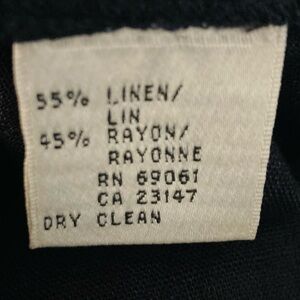 55% LINEN/
LIN
45% RAYON/
RAYONNE
RN 69061
CA 23147
DRY CLEAN